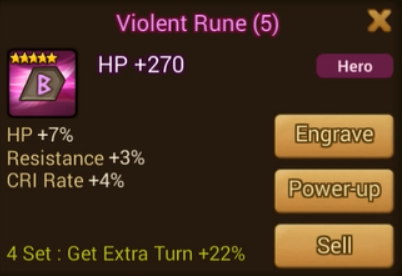 Violent Rune (5)
HP +270
Hero
HP +7%
Resistance +3%
CRI Rate +4%
Engrave
Power-up
Sell
4 Set : Get Extra Turn +22%